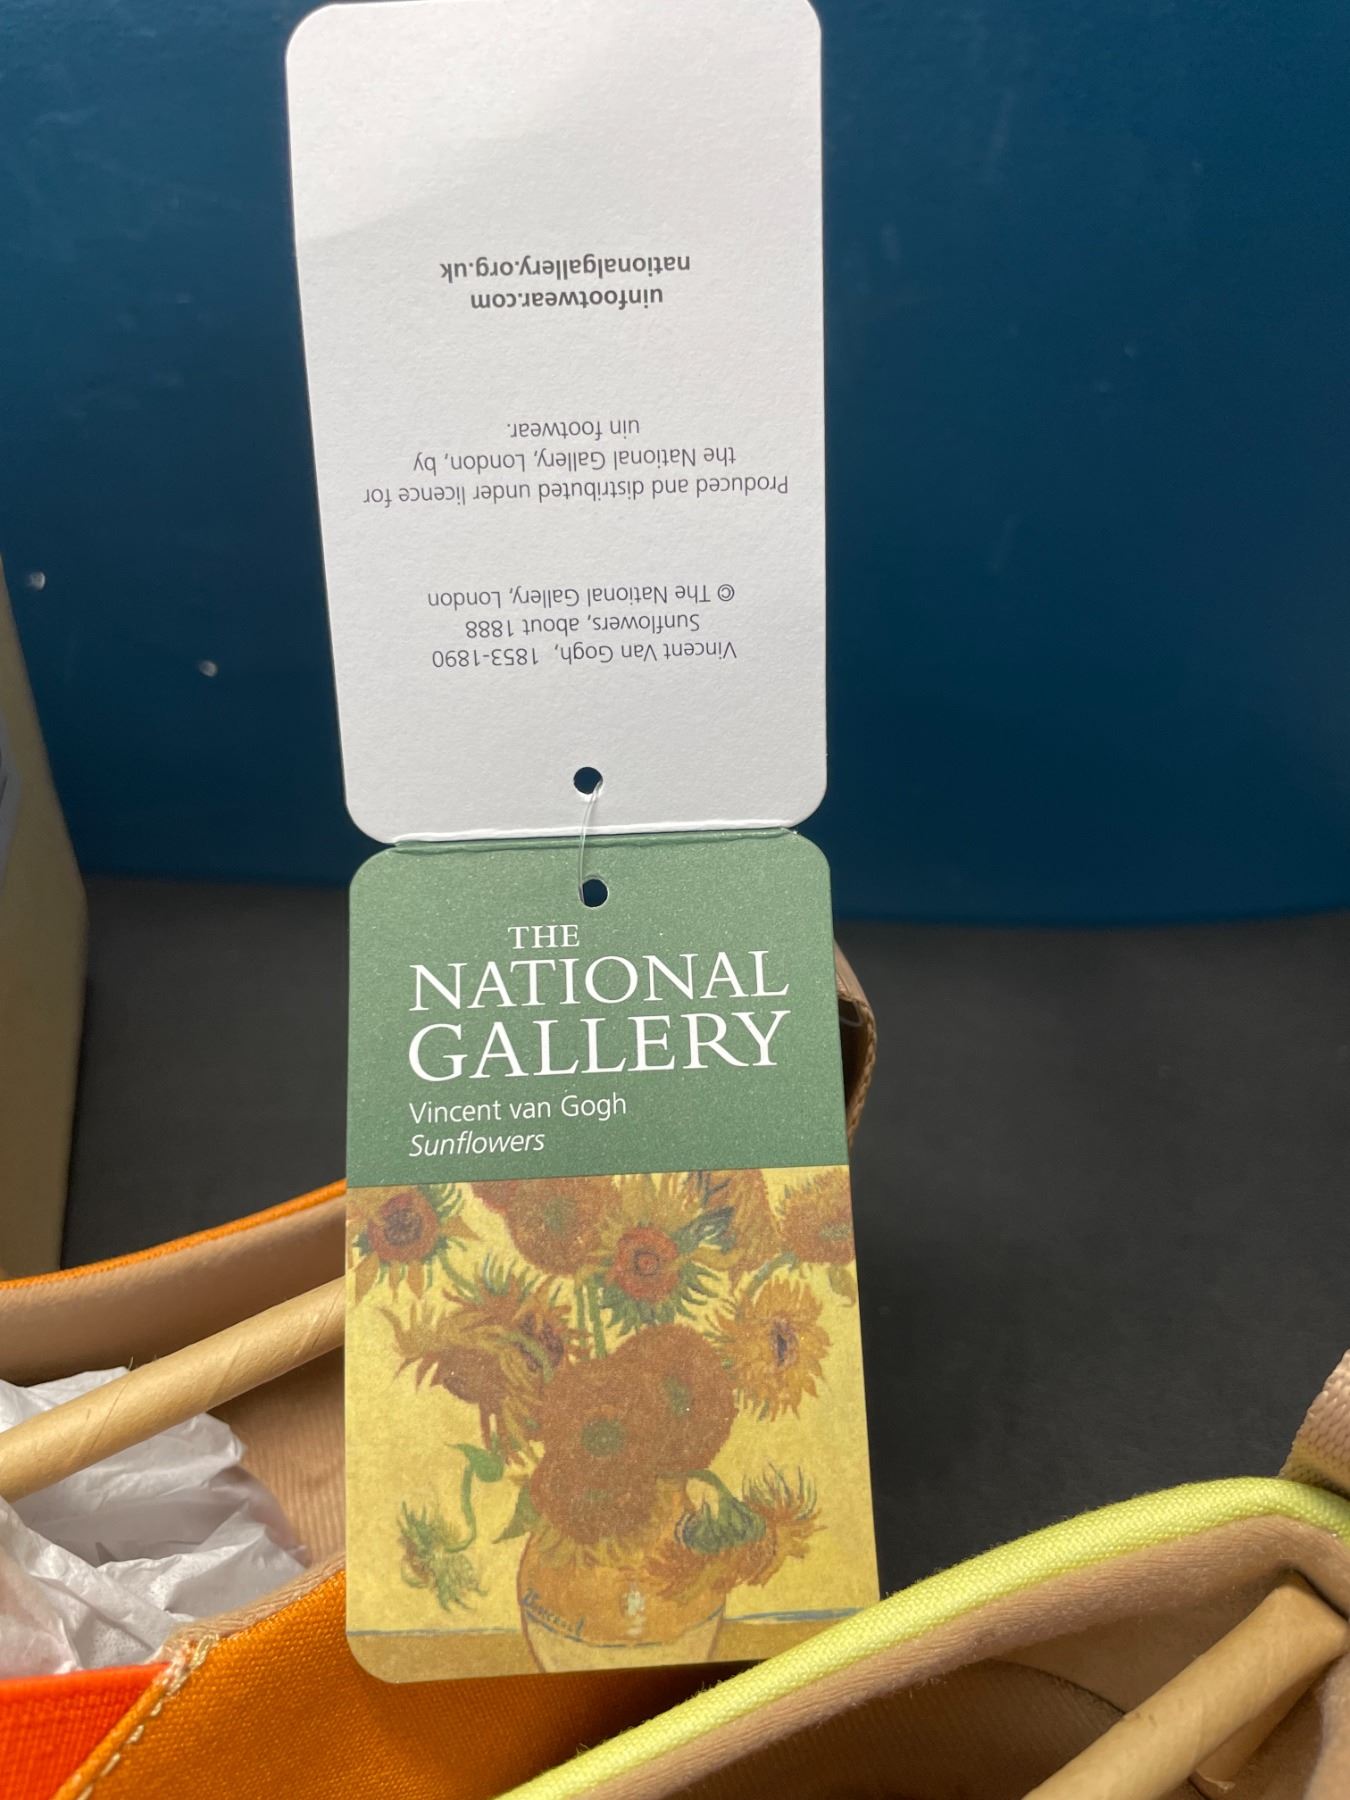 Vincent Van Gogh, 1853-1890
Sunflowers, about 1888
© The National Gallery, London
Produced and distributed under licence for
the National Gallery, London, by
uin footwear.
uinfootwear.com
nationalgallery.org.uk
THE
NATIONAL
GALLERY
Vincent van Gogh
Sunflowers
Vincent